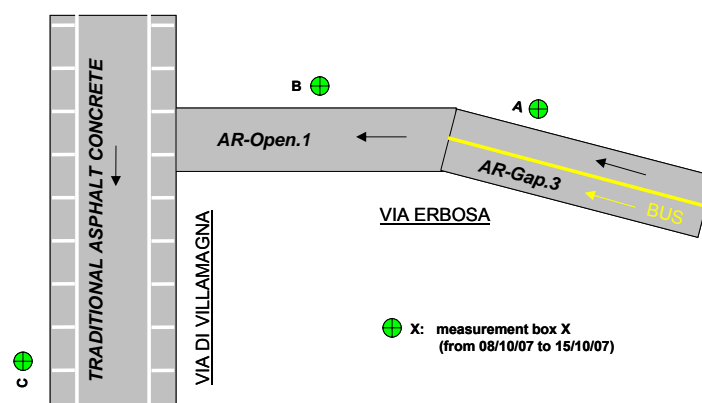 TRADITIONAL ASPHALT CONCRETE
B
A
AR-Open.1
AR-Gap.3
BUS
VIA ERBOSA
VIA DI VILLAMAGNA
C
X: measurement box X
(from 08/10/07 to 15/10/07)